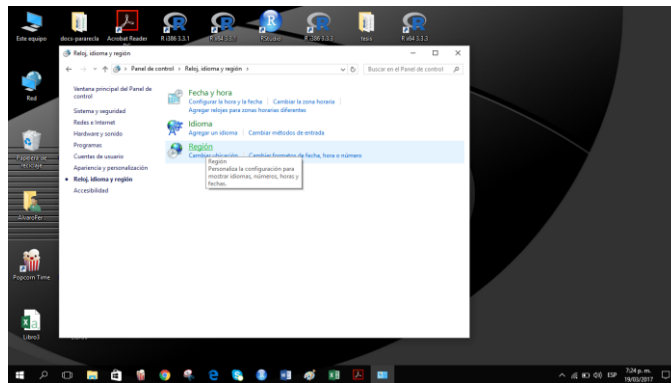 Este equipo
docs-pararecla
Acrobat Reader
DC
R i386 3.3.1
R x64 3.3.1
RStudio
R i386 3.3.3
tesis
R x64 3.3.3
Reloj, idioma y región
Panel de control > Reloj, idioma y región >
Buscar en el Panel de control
Ventana principal del Panel de
control
Sistema y seguridad
Redes e Internet
Hardware y sonido
Programas
Cuentas de usuario
Apariencia y personalización
Reloj, idioma y región
Accesibilidad
Fecha y hora
Configurar la hora y la fecha
Cambiar la zona horaria
Agregar relojes para zonas horarias diferentes
Idioma
Agregar un idioma
Cambiar métodos de entrada
Región
Cambiar ubicación
Cambiar formatos de fecha, hora o número
Región
Personaliza la configuración para
mostrar idiomas, números, horas y
fechas.
Red
Papelera de
reciclaje
AlvaroFer
Popcorn Time
Libro3
ESP
7:24 p. m.
19/03/2017